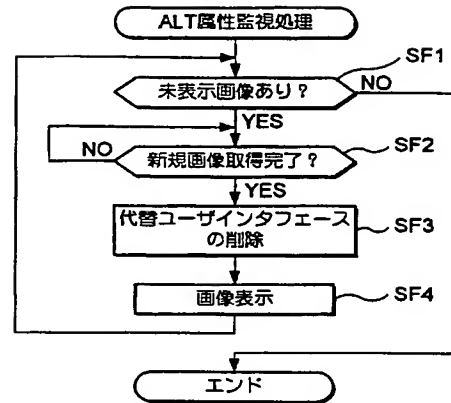 ALT属性監視処理
SF1
未表示画像あり？
NO
YES
SF2
NO
新規画像取得完了？
YES
代替ユーザインタフェース
の削除
SF3
画像表示
SF4
エンド